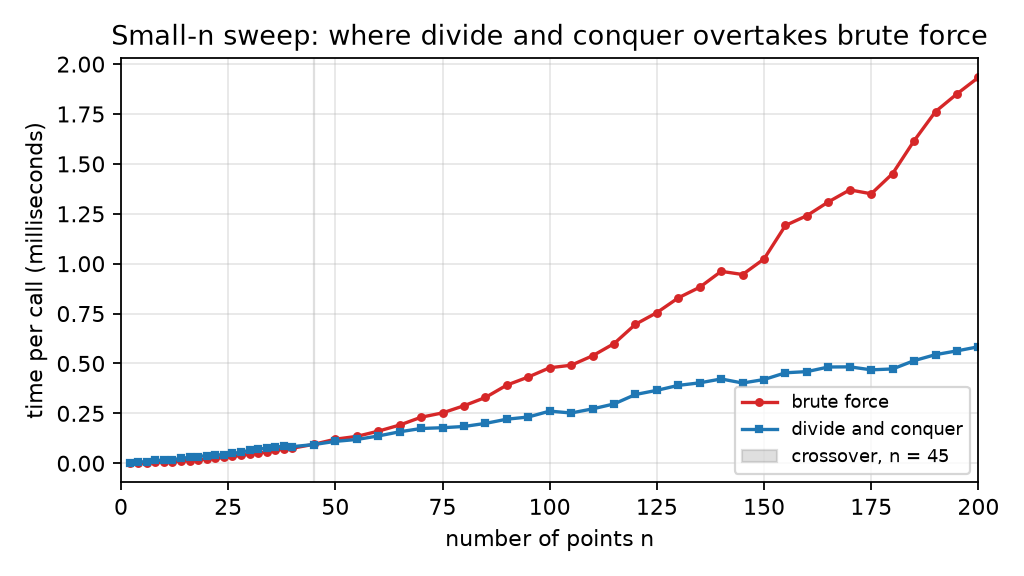 Small-n sweep: where divide and conquer overtakes brute force
time per call (milliseconds)
2.00
1.75
1.50
1.25
1.00
0.75
0.50
0.25
0.00
brute force
divide and conquer
crossover, n = 45
0 25 50 75 100 125 150 175 200
number of points n